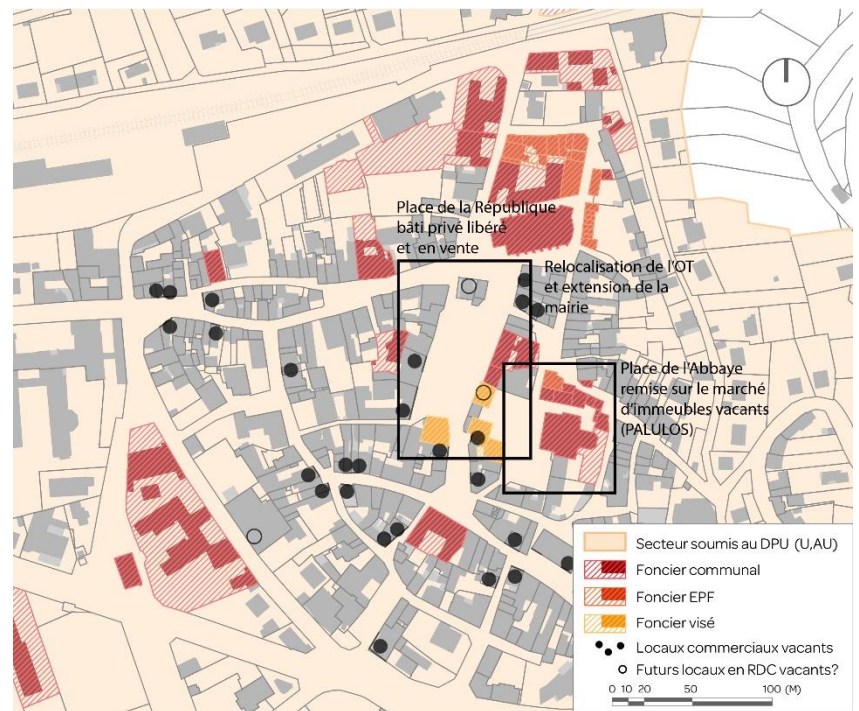 Place de la République
bâti privé libéré
et en vente
Relocalisation de l'OT
et extension de la
mairie
Place de l'Abbaye
remise sur le marché
d'immeubles vacants
(PALULOS)
Secteur soumis au DPU (U,AU)
Foncier communal
Foncier EPF
Foncier visé
Locaux commerciaux vacants
Futurs locaux en RDC vacants?
0 10 20 50 100 (M)